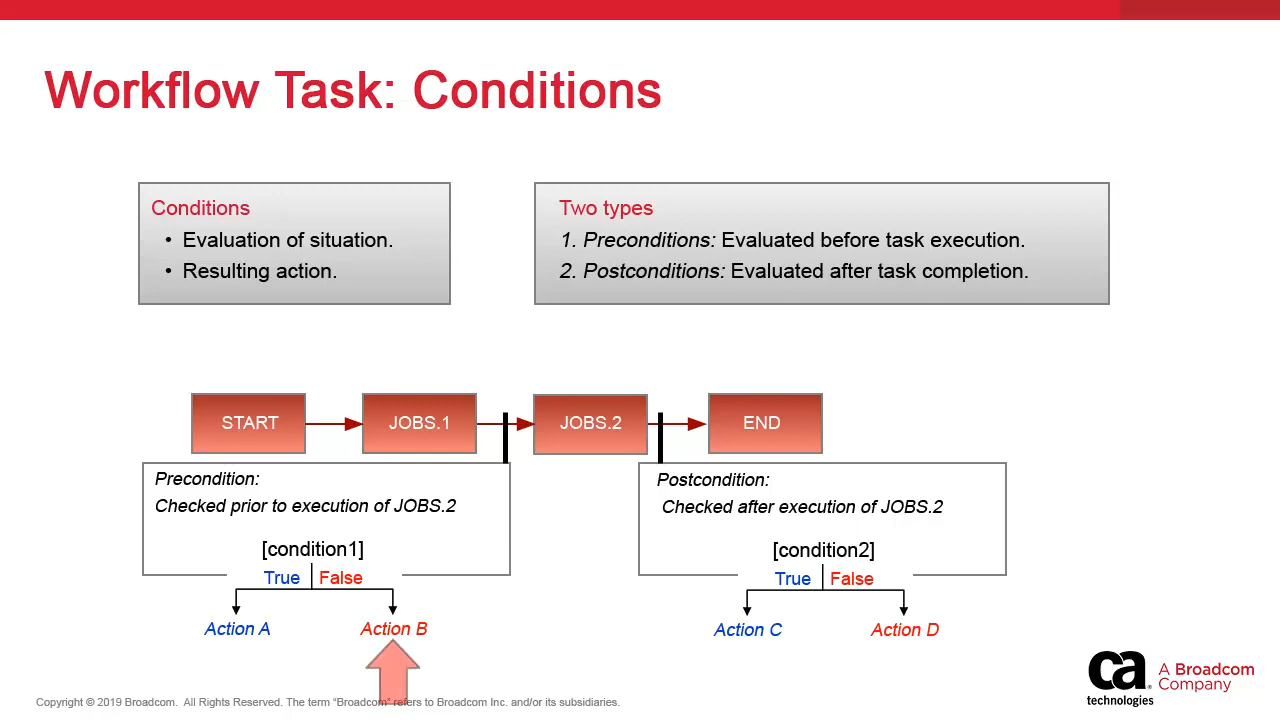 Workflow Task: Conditions
Conditions
• Evaluation of situation.
• Resulting action.
Two types
1. Preconditions: Evaluated before task execution.
2. Postconditions: Evaluated after task completion.
START
JOBS.1
JOBS.2
END
Precondition:
Checked prior to execution of JOBS.2
[condition1]
True False
Action A
Action B
Postcondition:
Checked after execution of JOBS.2
[condition2]
True False
Action C
Action D
Copyright © 2019 Broadcom. All Rights Reserved. The term “Broadcom” refers to Broadcom Inc. and/or its subsidiaries.
ca
technologies
A Broadcom
Company